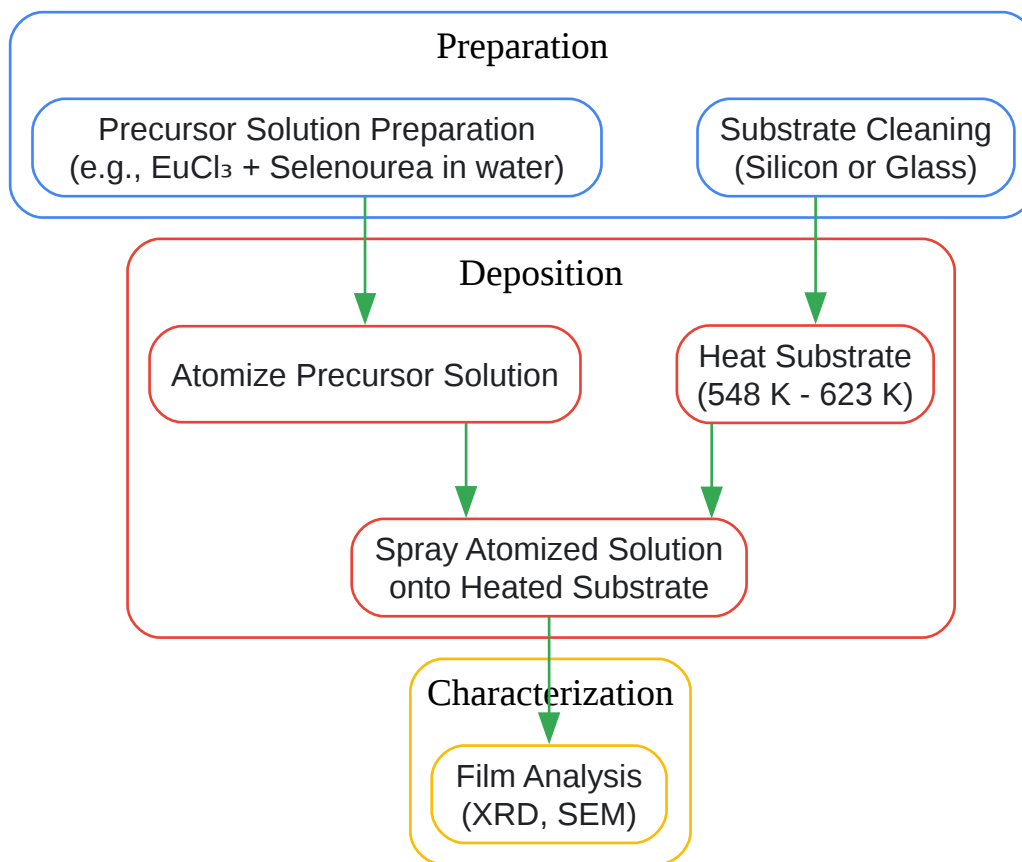 Preparation
Precursor Solution Preparation
(e.g., EuCl₃ + Selenourea in water)
Substrate Cleaning
(Silicon or Glass)
Deposition
Atomize Precursor Solution
Heat Substrate
(548 K - 623 K)
Spray Atomized Solution
onto Heated Substrate
Characterization
Film Analysis
(XRD, SEM)